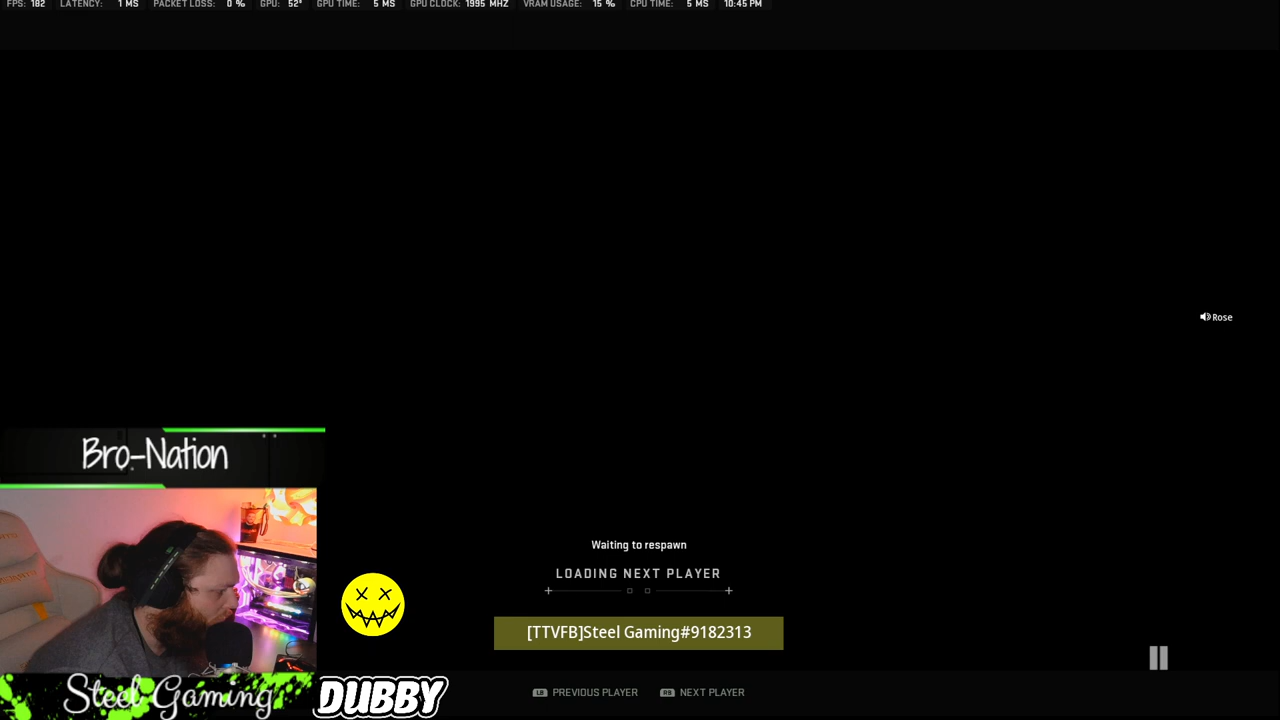 FPS: 182 LATENCY: 1 MS PACKET LOSS: 0 % GPU: 52° GPU TIME: 5 MS GPU CLOCK: 1995 MHZ VRAM USAGE: 15 % CPU TIME: 5 MS 10:45 PM
Rose
Bro-Nation
Waiting to respawn
LOADING NEXT PLAYER
[TTVFB]Steel Gaming#9182313
Steel Gaming
DUBBY
LB PREVIOUS PLAYER RB NEXT PLAYER